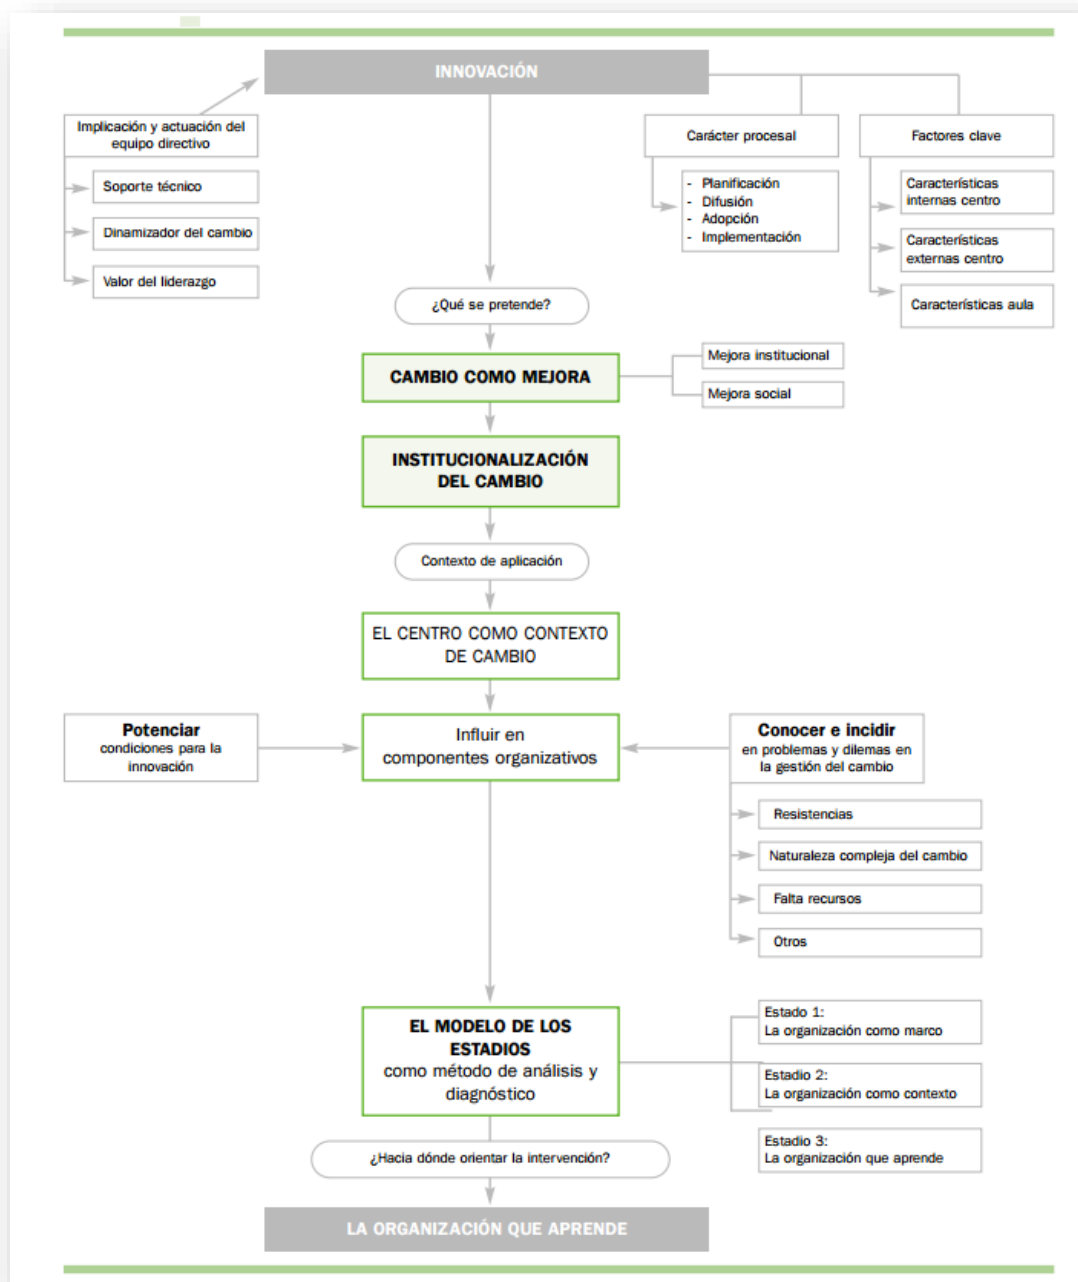 INNOVACIÓN
Implicación y actuación del
equipo directivo
Soporte técnico
Dinamizador del cambio
Valor del liderazgo
Carácter procesal
- Planificación
- Difusión
- Adopción
- Implementación
Factores clave
Características
internas centro
Características
externas centro
Características aula
¿Qué se pretende?
CAMBIO COMO MEJORA
Mejora institucional
Mejora social
INSTITUCIONALIZACIÓN
DEL CAMBIO
Contexto de aplicación
EL CENTRO COMO CONTEXTO
DE CAMBIO
Potenciar
condiciones para la
innovación
Influir en
componentes organizativos
Conocer e incidir
en problemas y dilemas en
la gestión del cambio
Resistencias
Naturaleza compleja del cambio
Falta recursos
Otros
EL MODELO DE LOS
ESTADIOS
como método de análisis y
diagnóstico
Estado 1:
La organización como marco
Estadio 2:
La organización como contexto
Estadio 3:
La organización que aprende
¿Hacia dónde orientar la intervención?
LA ORGANIZACIÓN QUE APRENDE